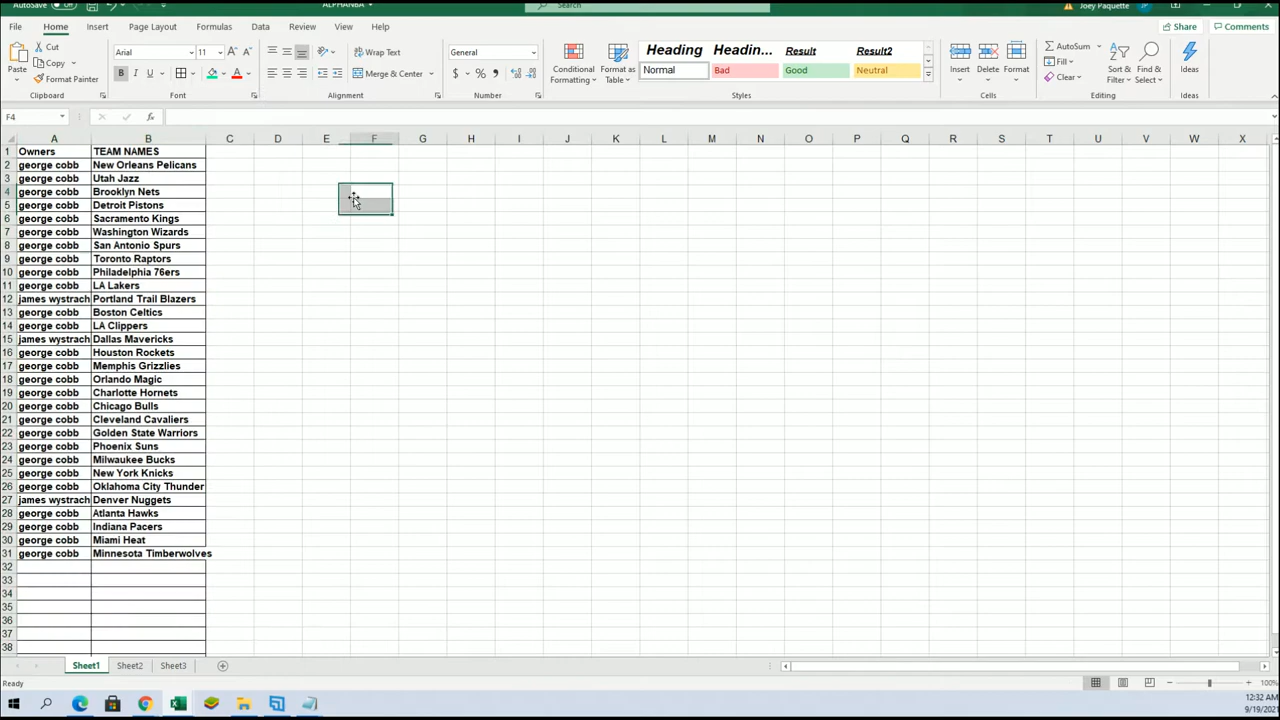 AutoSave Off ALPHANBA Search Joey Paquette
File Home Insert Page Layout Formulas Data Review View Help Share Comments
Cut
Copy
Format Painter
Paste
Clipboard
Arial 11
Font
Wrap Text
Merge & Center
Alignment
General
Number
Conditional Formatting
Format as Table
Heading Headin... Result Result2
Normal Bad Good Neutral
Styles
Insert Delete Format
Cells
AutoSum
Fill
Clear
Sort & Filter
Find & Select
Editing
Ideas
Ideas
F4
A B C D E F G H I J K L M N O P Q R S T U V W X
1 Owners TEAM NAMES
2 george cobb New Orleans Pelicans
3 george cobb Utah Jazz
4 george cobb Brooklyn Nets
5 george cobb Detroit Pistons
6 george cobb Sacramento Kings
7 george cobb Washington Wizards
8 george cobb San Antonio Spurs
9 george cobb Toronto Raptors
10 george cobb Philadelphia 76ers
11 george cobb LA Lakers
12 james wystrach Portland Trail Blazers
13 george cobb Boston Celtics
14 george cobb LA Clippers
15 james wystrach Dallas Mavericks
16 george cobb Houston Rockets
17 george cobb Memphis Grizzlies
18 george cobb Orlando Magic
19 george cobb Charlotte Hornets
20 george cobb Chicago Bulls
21 george cobb Cleveland Cavaliers
22 george cobb Golden State Warriors
23 george cobb Phoenix Suns
24 george cobb Milwaukee Bucks
25 george cobb New York Knicks
26 george cobb Oklahoma City Thunder
27 james wystrach Denver Nuggets
28 george cobb Atlanta Hawks
29 george cobb Indiana Pacers
30 george cobb Miami Heat
31 george cobb Minnesota Timberwolves
32
33
34
35
36
37
38
Sheet1 Sheet2 Sheet3
Ready 100%
12:32 AM
9/19/2021